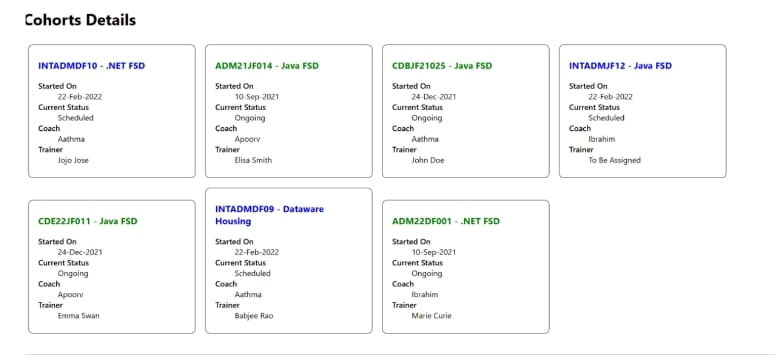 Cohorts Details
INTADMDF10 - .NET FSD
Started On
22-Feb-2022
Current Status
Scheduled
Coach
Aathma
Trainer
Jojo Jose
ADM21JF014 - Java FSD
Started On
10-Sep-2021
Current Status
Ongoing
Coach
Apoorv
Trainer
Elisa Smith
CDBJF21025 - Java FSD
Started On
24-Dec-2021
Current Status
Ongoing
Coach
Aathma
Trainer
John Doe
INTADMJF12 - Java FSD
Started On
22-Feb-2022
Current Status
Scheduled
Coach
Ibrahim
Trainer
To Be Assigned
CDE22JF011 - Java FSD
Started On
24-Dec-2021
Current Status
Ongoing
Coach
Apoorv
Trainer
Emma Swan
INTADMDF09 - Dataware
Housing
Started On
22-Feb-2022
Current Status
Scheduled
Coach
Aathma
Trainer
Babjee Rao
ADM22DF001 - .NET FSD
Started On
10-Sep-2021
Current Status
Ongoing
Coach
Ibrahim
Trainer
Marie Curie